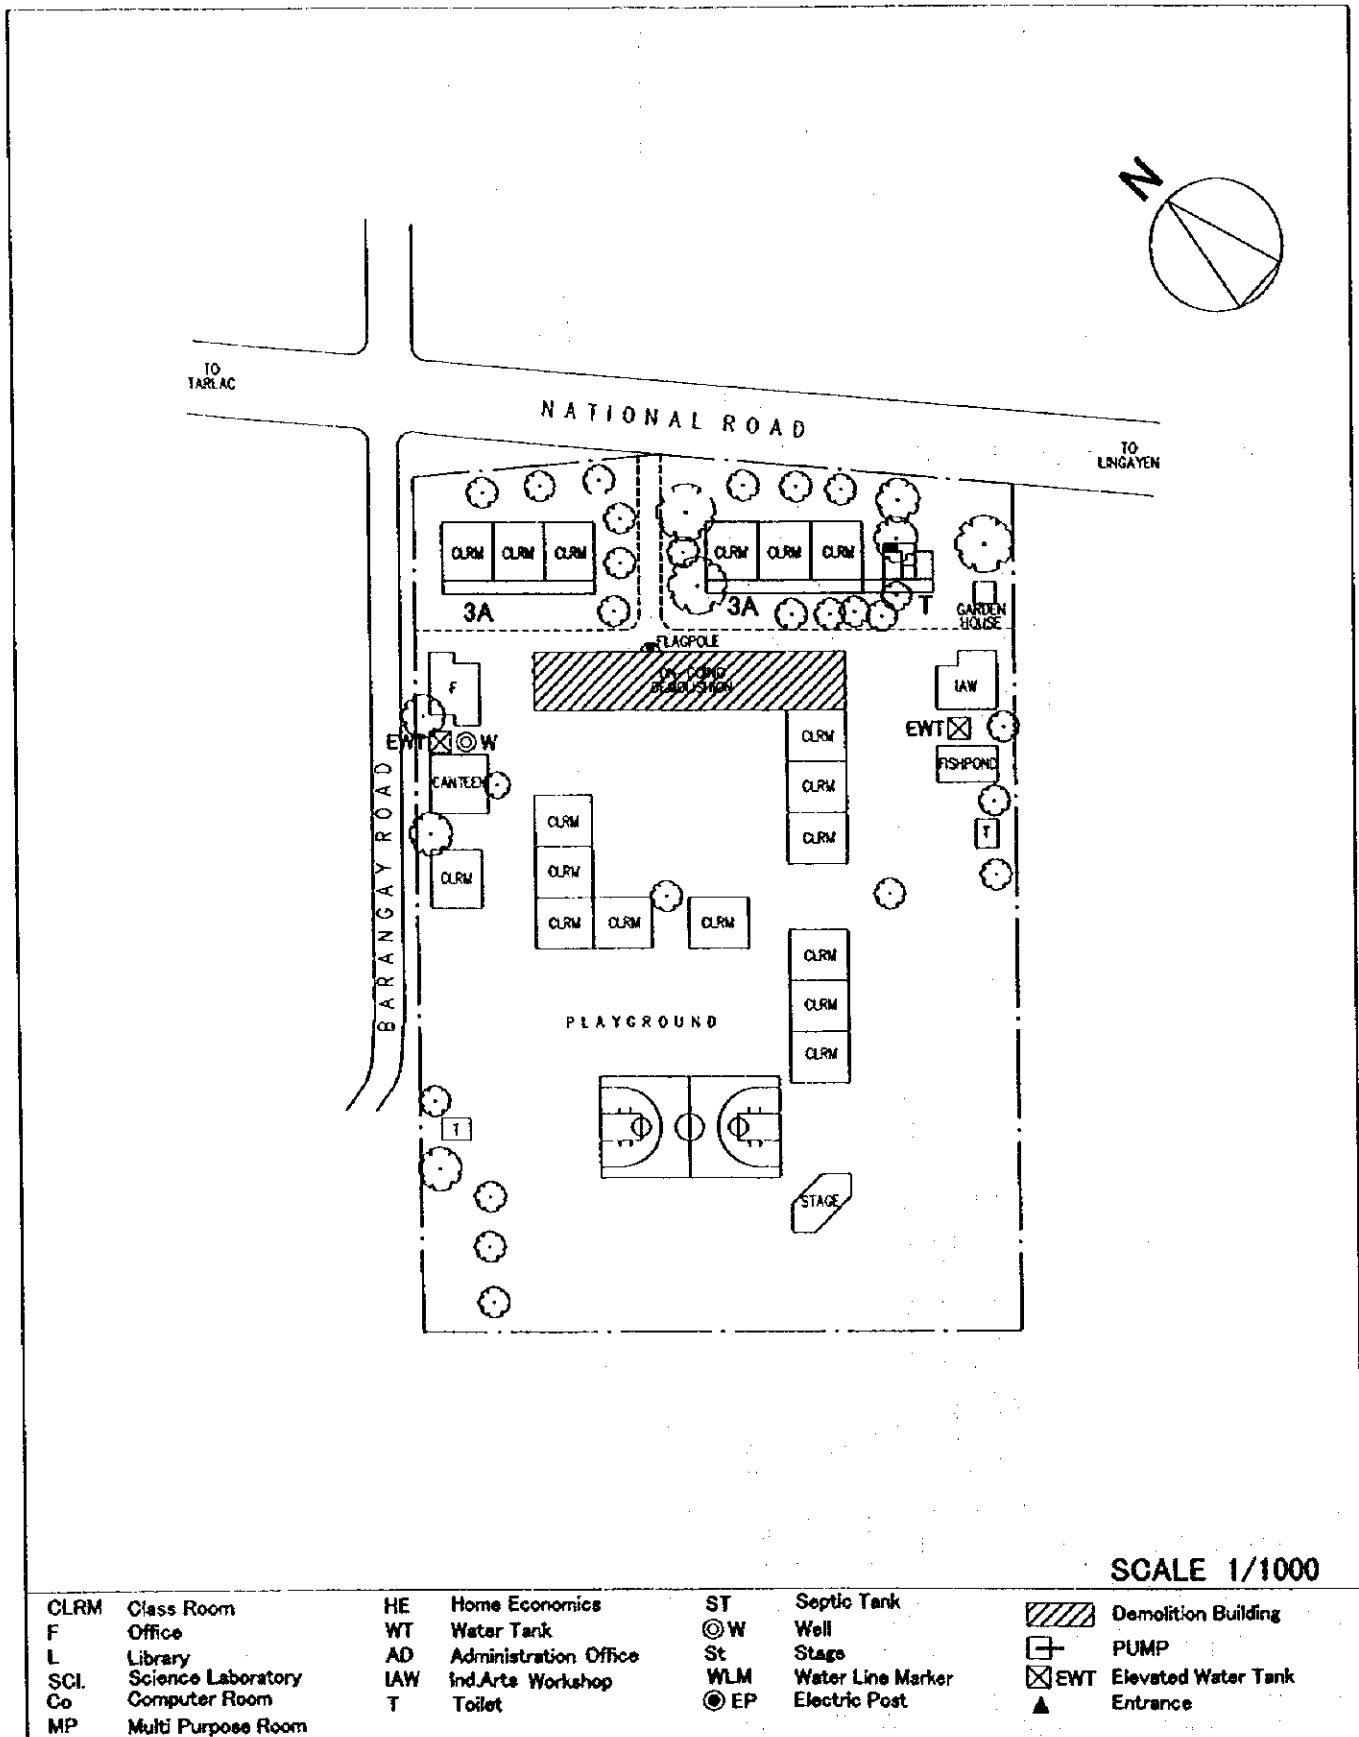 N
TO
TARLAC
NATIONAL ROAD
TO
LINGAYEN
CLRM CLRM CLRM
CLRM CLRM CLRM
3A
3A
T
GARDEN
HOUSE
FLAGPOLE
ON-GOING
DEMOLISHION
F
IAW
EWT W
EWT
CLRM
CANTEEN
FISHPOND
CLRM
CLRM
CLRM
T
CLRM
CLRM
CLRM CLRM CLRM
BARANGAY ROAD
CLRM
CLRM
PLAYGROUND
CLRM
T
STAGE
SCALE 1/1000
CLRM Class Room
F Office
L Library
SCI. Science Laboratory
Co Computer Room
MP Multi Purpose Room
HE Home Economics
WT Water Tank
AD Administration Office
IAW Ind.Arts Workshop
T Toilet
ST Septic Tank
W Well
St Stage
WLM Water Line Marker
EP Electric Post
Demolition Building
PUMP
EWT Elevated Water Tank
Entrance